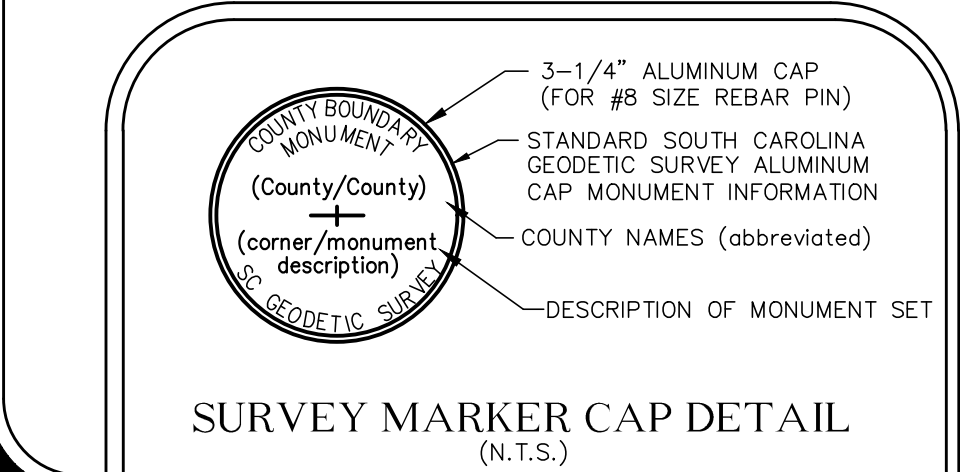 COUNTY BOUNDARY
MONUMENT
(County/County)
(corner/monument
description)
SC GEODETIC SURVEY
3-1/4" ALUMINUM CAP
(FOR #8 SIZE REBAR PIN)
STANDARD SOUTH CAROLINA
GEODETIC SURVEY ALUMINUM
CAP MONUMENT INFORMATION
COUNTY NAMES (abbreviated)
DESCRIPTION OF MONUMENT SET
SURVEY MARKER CAP DETAIL
(N.T.S.)